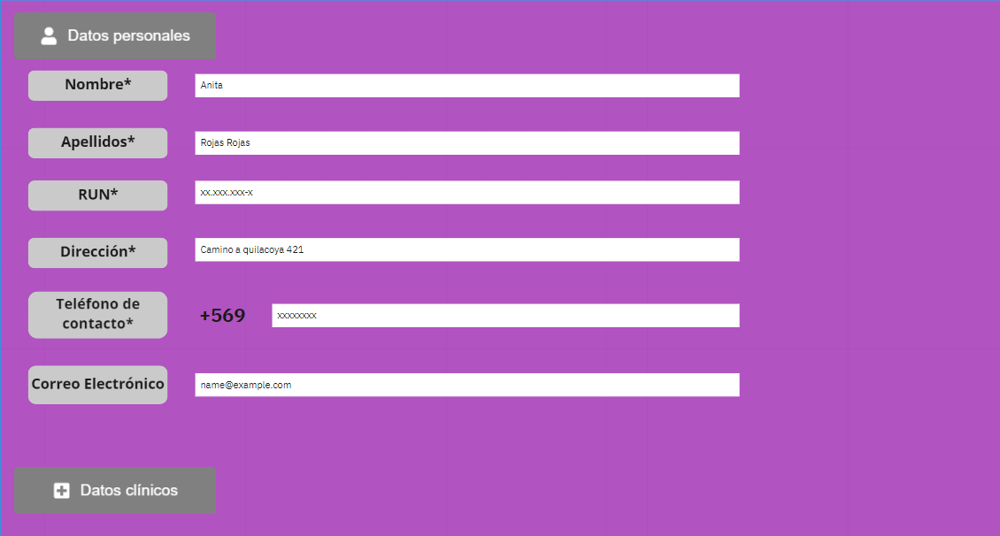 Datos personales
Nombre*
Anita
Apellidos*
Rojas Rojas
RUN*
xx.xxx.xxx-x
Dirección*
Camino a quilacoya 421
Teléfono de
contacto*
+569
xxxxxxxx
Correo Electrónico
name@example.com
Datos clínicos